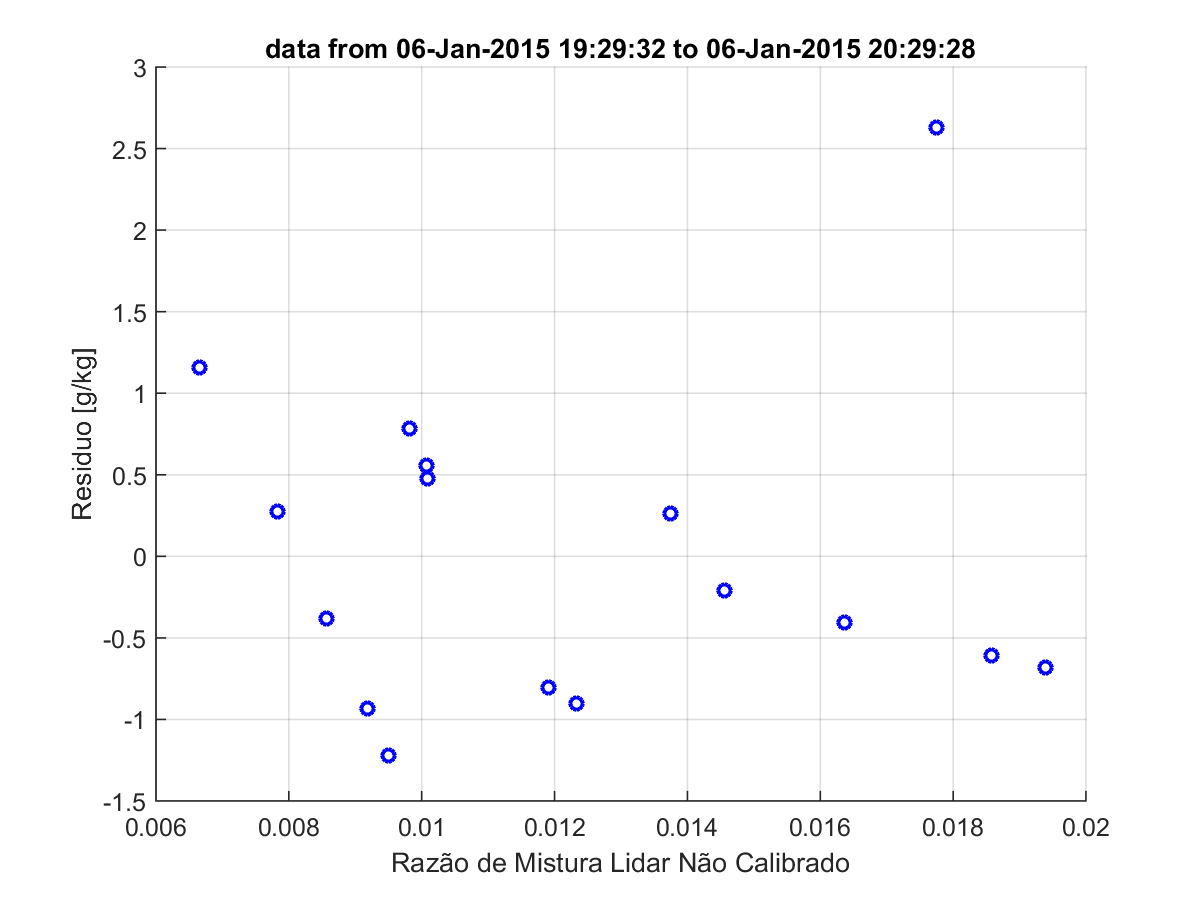 data from 06-Jan-2015 19:29:32 to 06-Jan-2015 20:29:28
3
2.5
2
1.5
1
0.5
0
-0.5
-1
-1.5
Residuo [g/kg]
0.006 0.008 0.01 0.012 0.014 0.016 0.018 0.02
Razão de Mistura Lidar Não Calibrado